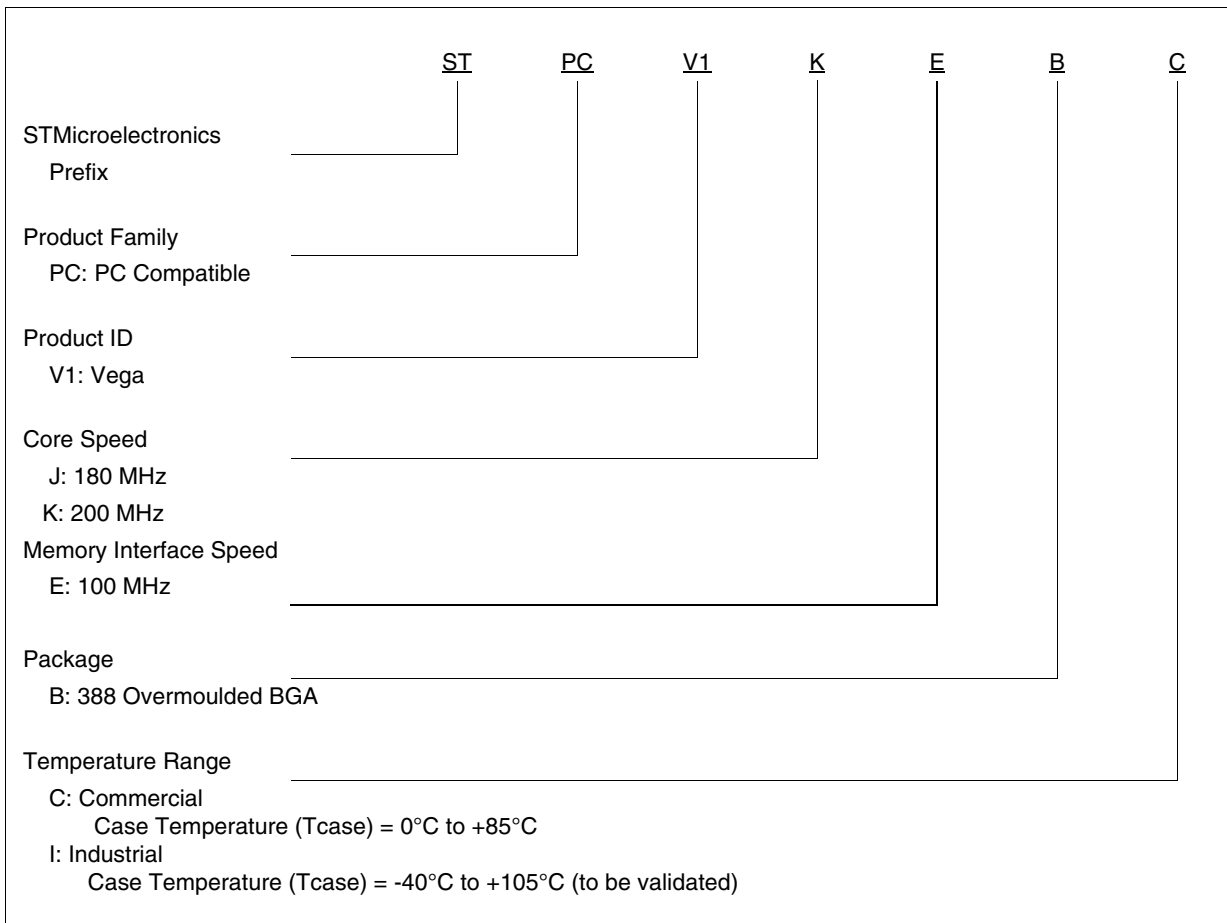 ST PC V1 K E B C
STMicroelectronics
Prefix
Product Family
PC: PC Compatible
Product ID
V1: Vega
Core Speed
J: 180 MHz
K: 200 MHz
Memory Interface Speed
E: 100 MHz
Package
B: 388 Overmoulded BGA
Temperature Range
C: Commercial
Case Temperature (Tcase) = 0°C to +85°C
I: Industrial
Case Temperature (Tcase) = -40°C to +105°C (to be validated)